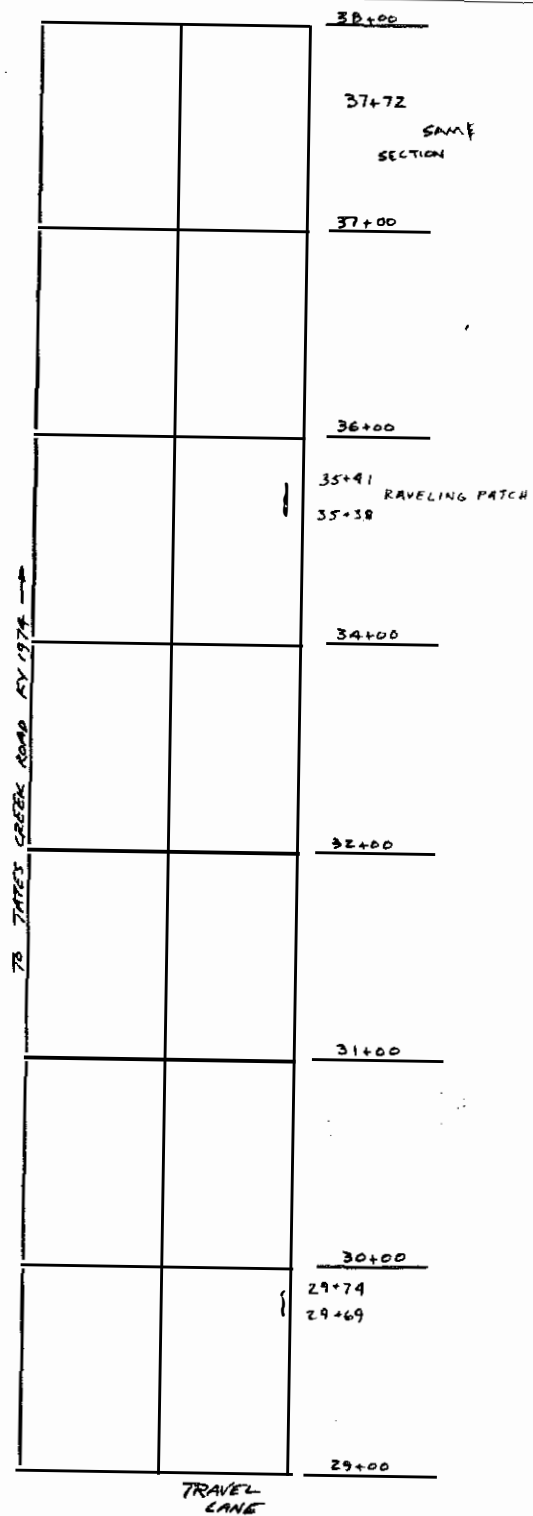 38+00
37+72
SAME
SECTION
37+00
36+00
35+41
RAVELING PATCH
35+38
34+00
TO TATES CREEK ROAD KY 1974 →
32+00
31+00
30+00
29+74
29+69
29+00
TRAVEL
LANE